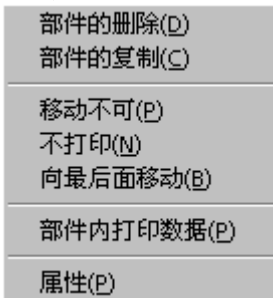 部件的删除(D)
部件的复制(C)
移动不可(P)
不打印(N)
向最后面移动(B)
部件内打印数据(P)
属性(P)